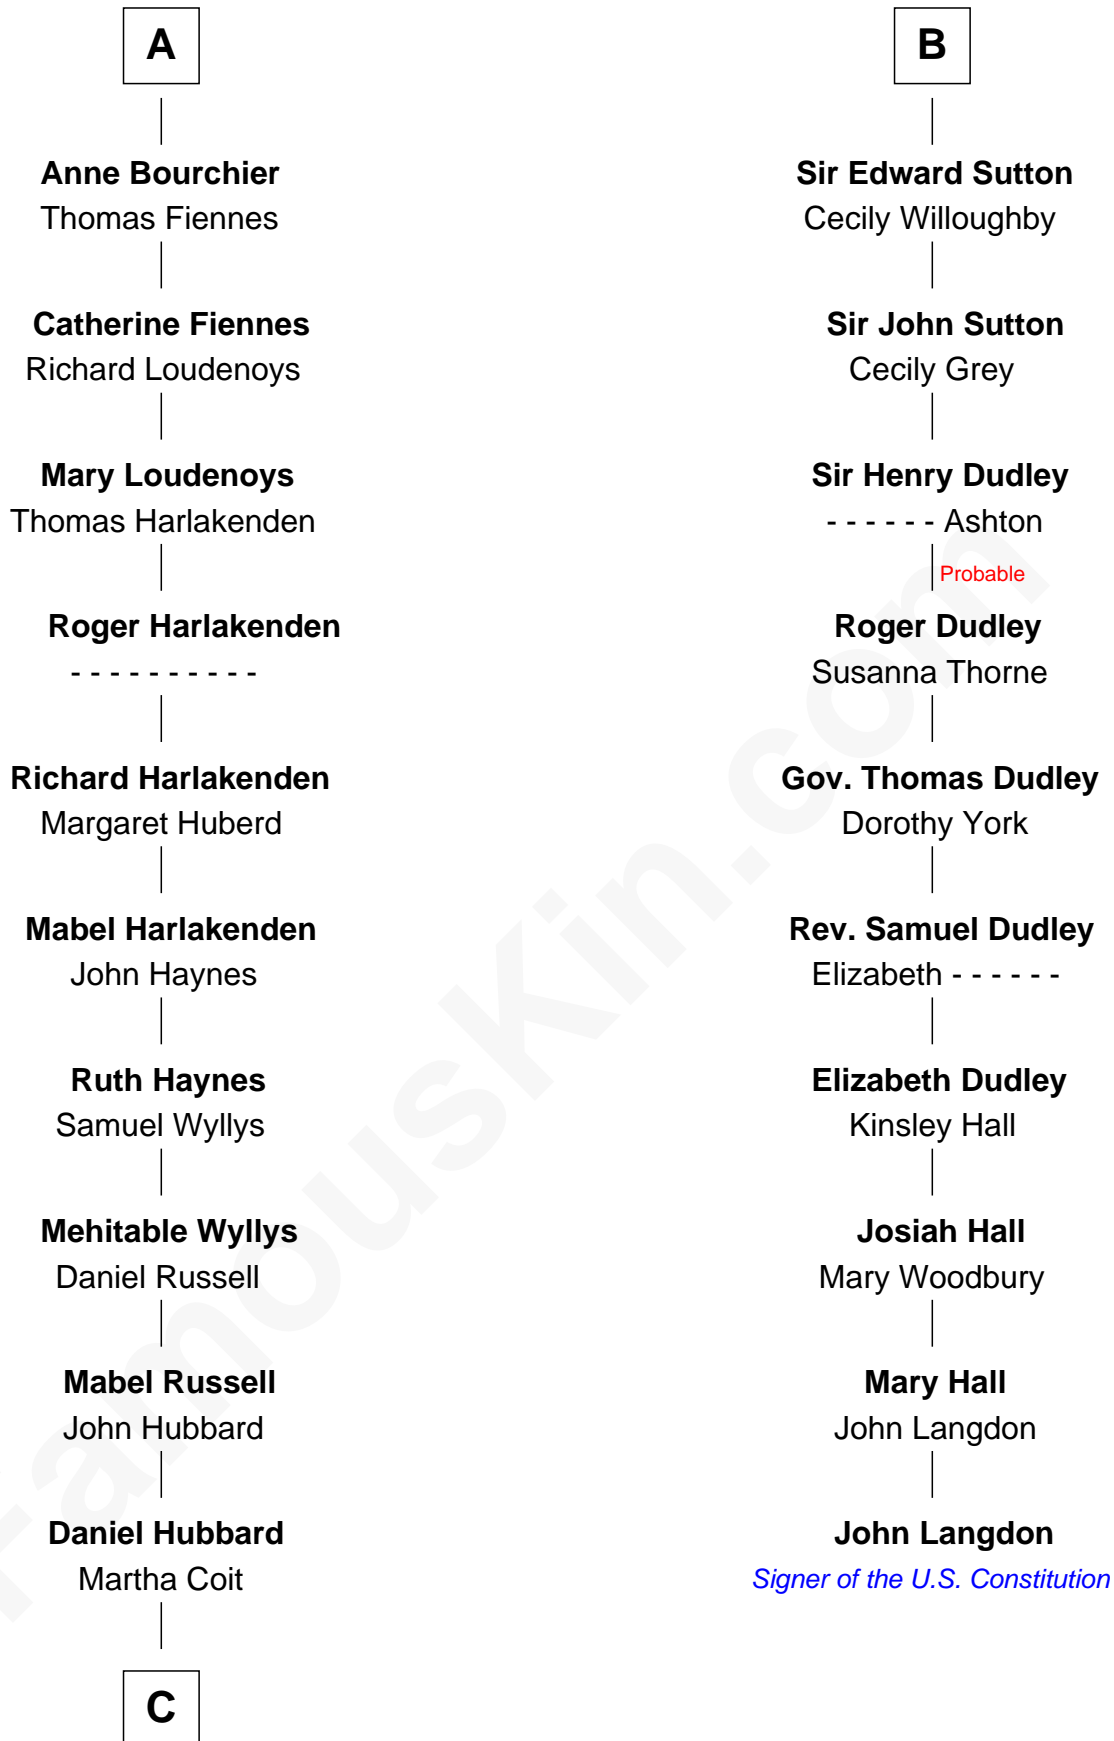 A
Anne Bourchier
Thomas Fiennes
Catherine Fiennes
Richard Loudenoys
Mary Loudenoys
Thomas Harlakenden
Roger Harlakenden
- - - - - - - - - -
Richard Harlakenden
Margaret Huberd
Mabel Harlakenden
John Haynes
Ruth Haynes
Samuel Wyllys
Mehitable Wyllys
Daniel Russell
Mabel Russell
John Hubbard
Daniel Hubbard
Martha Coit
C
B
Sir Edward Sutton
Cecily Willoughby
Sir John Sutton
Cecily Grey
Sir Henry Dudley
- - - - - - Ashton
Probable
Roger Dudley
Susanna Thorne
Gov. Thomas Dudley
Dorothy York
Rev. Samuel Dudley
Elizabeth - - - - - -
Elizabeth Dudley
Kinsley Hall
Josiah Hall
Mary Woodbury
Mary Hall
John Langdon
John Langdon
Signer of the U.S. Constitution
FamousKin.com